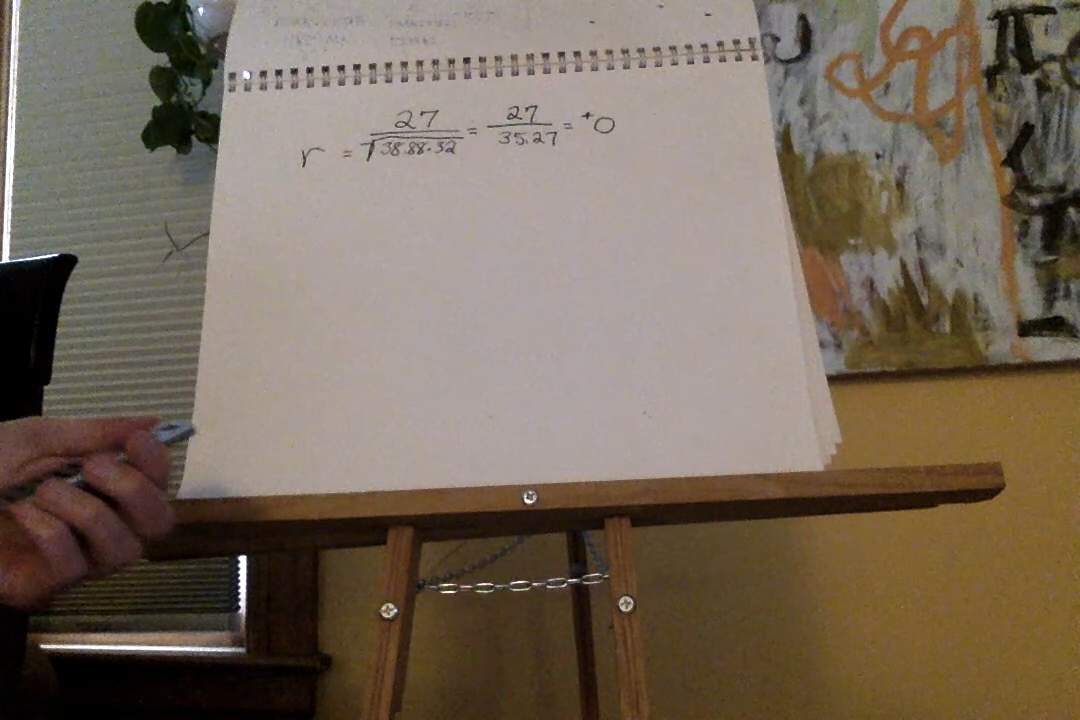 r = 27 / √38.88·32 = 27 / 35.27 = +0